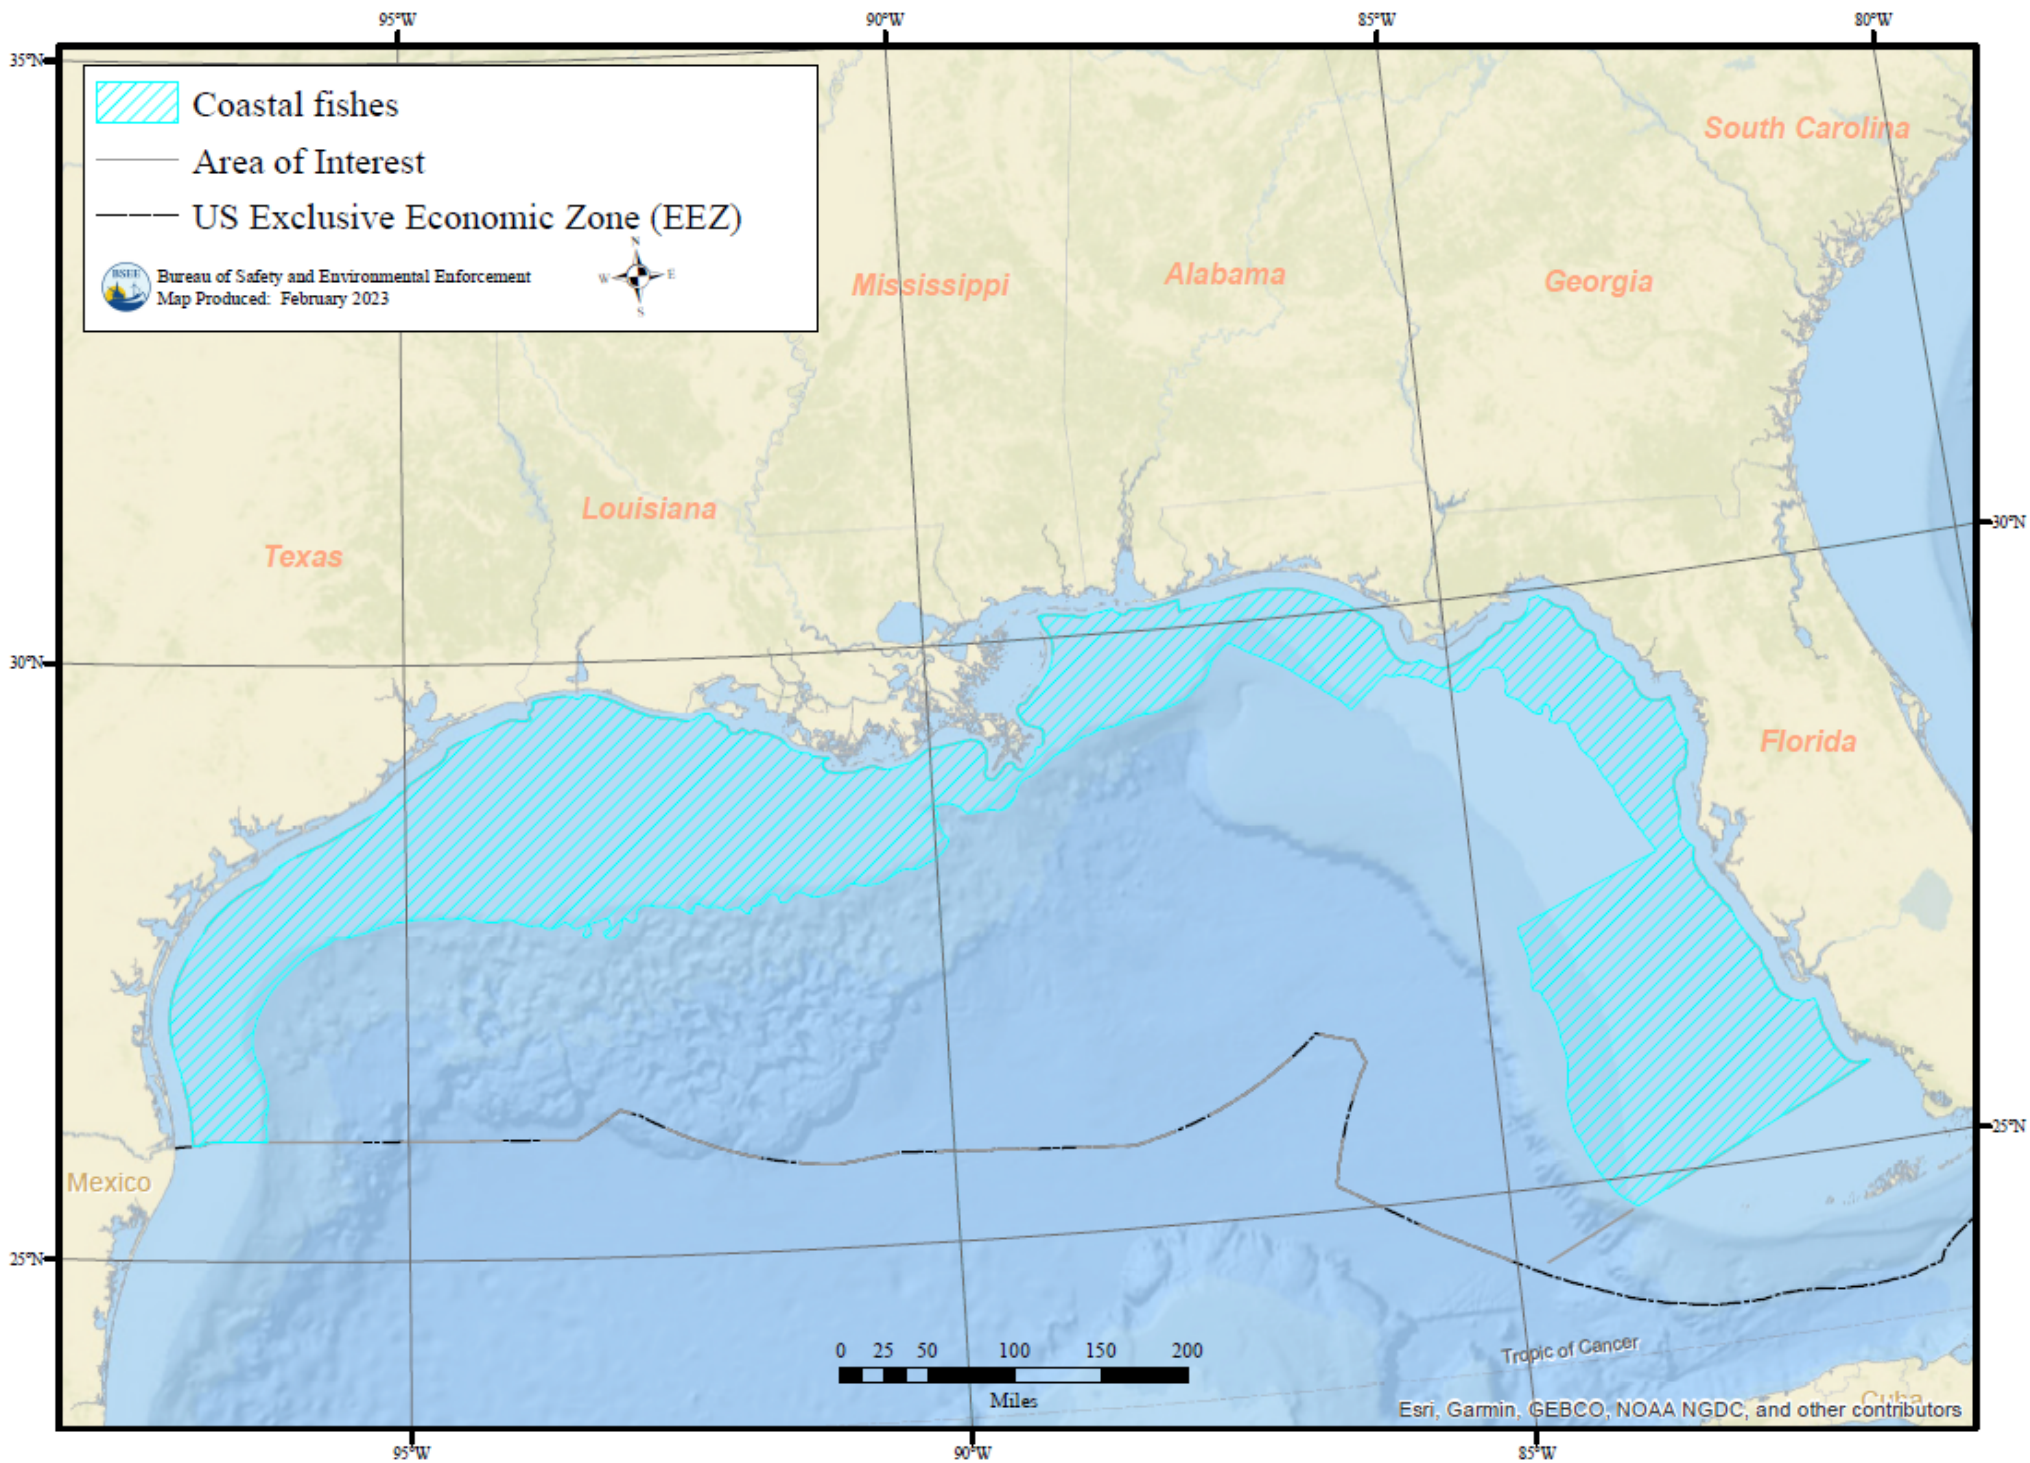 95°W 90°W 85°W 80°W
35°N
Coastal fishes
Area of Interest
US Exclusive Economic Zone (EEZ)
BSEE
Bureau of Safety and Environmental Enforcement
Map Produced: February 2023
N
W E
S
South Carolina
Mississippi
Alabama
Georgia
Louisiana
Texas
30°N
30°N
Florida
Mexico
25°N
25°N
0 25 50 100 150 200
Miles
Tropic of Cancer
Cuba
Esri, Garmin, GEBCO, NOAA NGDC, and other contributors
95°W 90°W 85°W